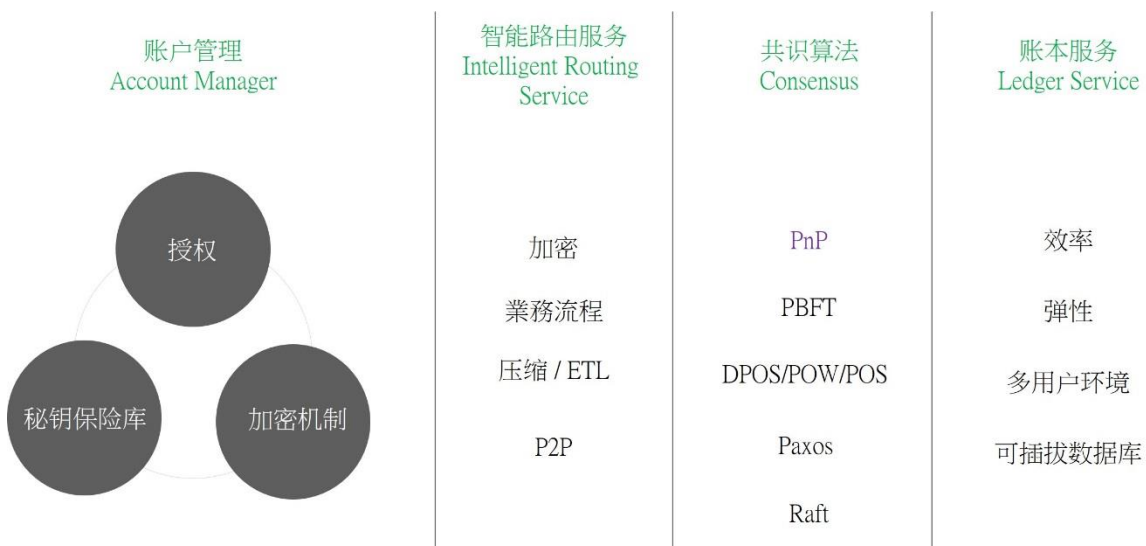 账户管理
Account Manager
授权
秘钥保险库
加密机制
智能路由服务
Intelligent Routing
Service
加密
業務流程
压缩 / ETL
P2P
共识算法
Consensus
PnP
PBFT
DPOS/POW/POS
Paxos
Raft
账本服务
Ledger Service
效率
弹性
多用户环境
可插拔数据库